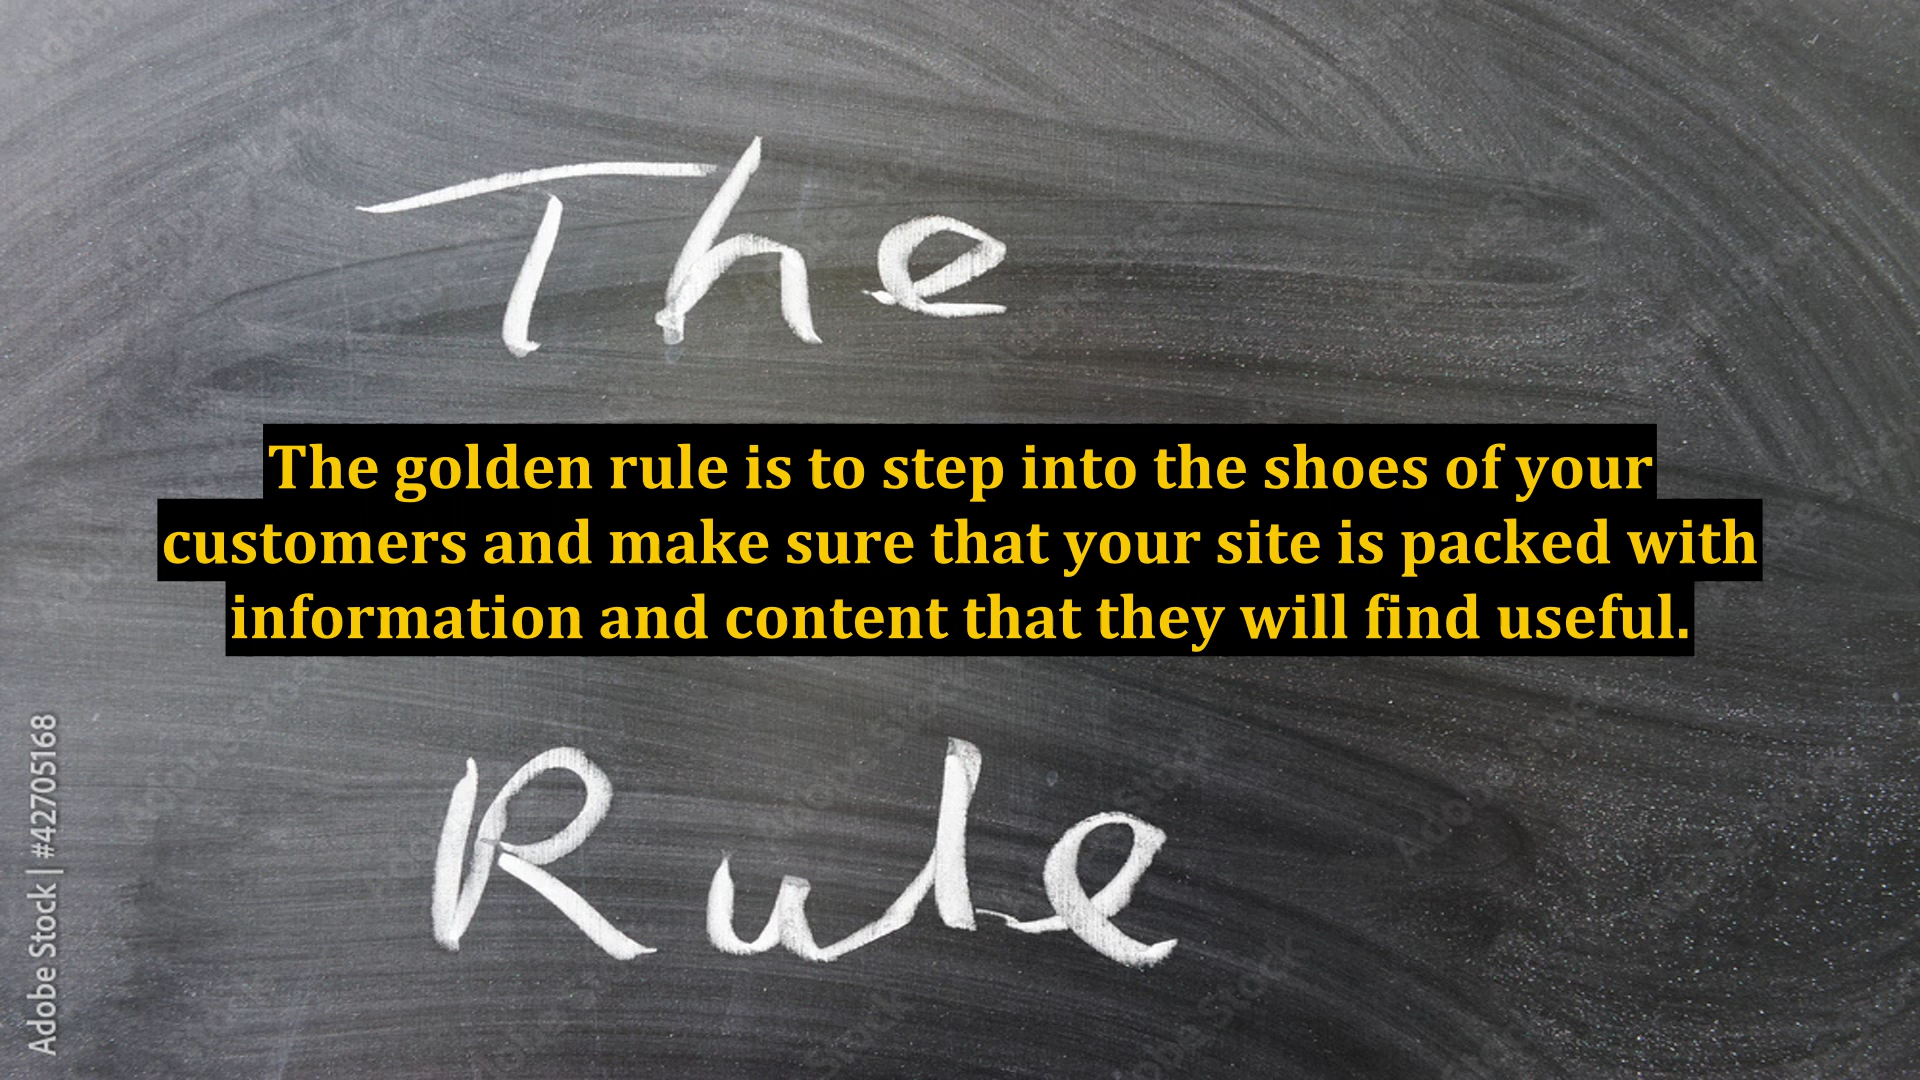 The
The golden rule is to step into the shoes of your
customers and make sure that your site is packed with
information and content that they will find useful.
Rule
Adobe Stock | #42705168